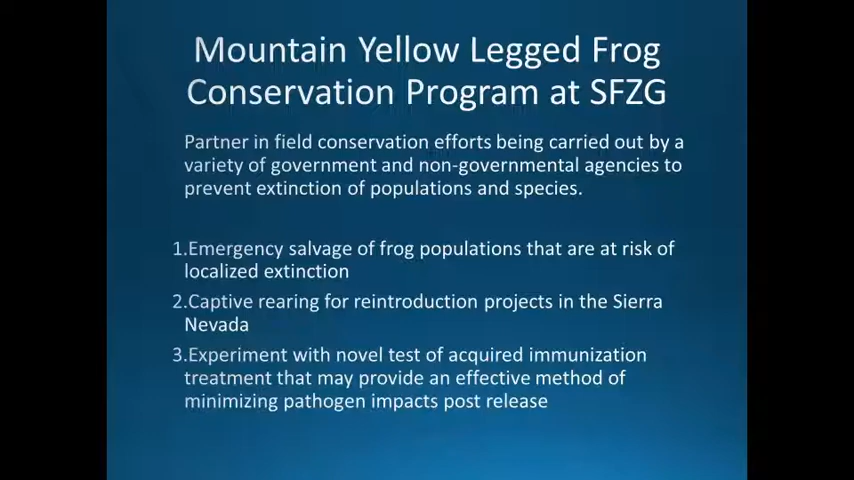 Mountain Yellow Legged Frog
Conservation Program at SFZG
Partner in field conservation efforts being carried out by a
variety of government and non-governmental agencies to
prevent extinction of populations and species.
1.Emergency salvage of frog populations that are at risk of
localized extinction
2.Captive rearing for reintroduction projects in the Sierra
Nevada
3.Experiment with novel test of acquired immunization
treatment that may provide an effective method of
minimizing pathogen impacts post release